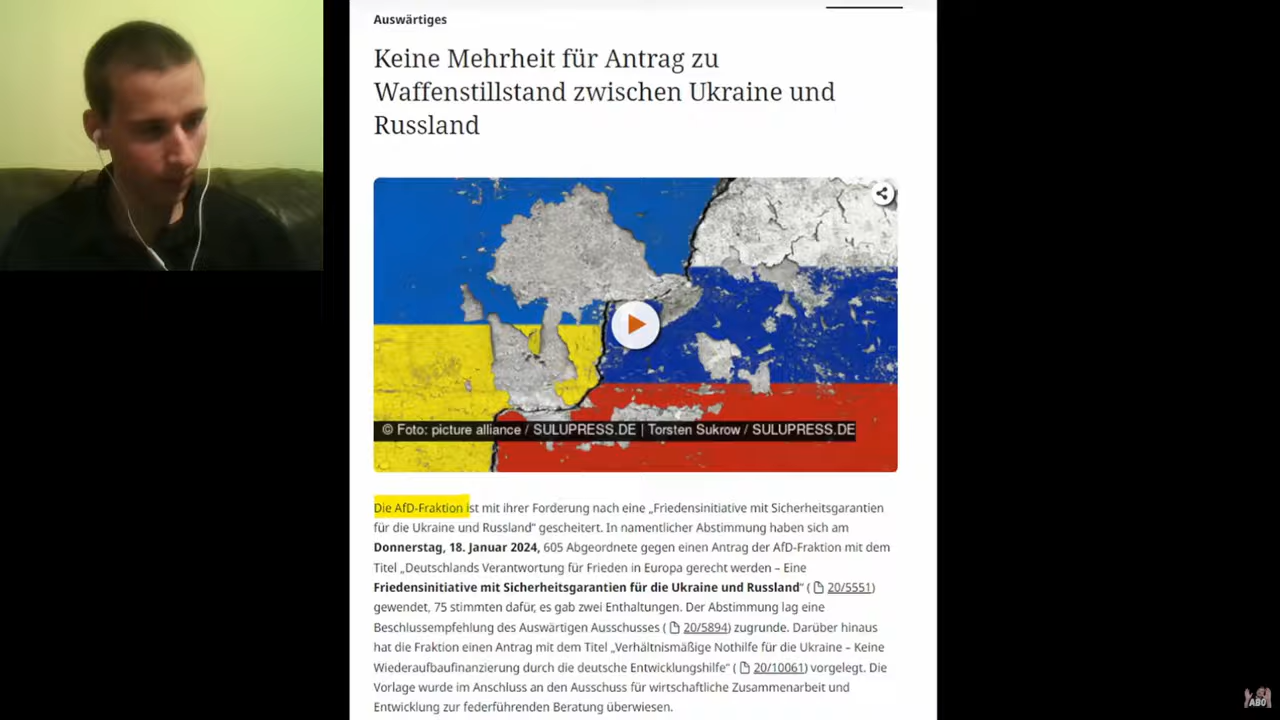 Auswärtiges
Keine Mehrheit für Antrag zu
Waffenstillstand zwischen Ukraine und
Russland
© Foto: picture alliance / SULUPRESS.DE | Torsten Sukrow / SULUPRESS.DE
Die AfD-Fraktion ist mit ihrer Forderung nach eine „Friedensinitiative mit Sicherheitsgarantien
für die Ukraine und Russland“ gescheitert. In namentlicher Abstimmung haben sich am
Donnerstag, 18. Januar 2024, 605 Abgeordnete gegen einen Antrag der AfD-Fraktion mit dem
Titel „Deutschlands Verantwortung für Frieden in Europa gerecht werden – Eine
Friedensinitiative mit Sicherheitsgarantien für die Ukraine und Russland“ ( 20/5551)
gewendet, 75 stimmten dafür, es gab zwei Enthaltungen. Der Abstimmung lag eine
Beschlussempfehlung des Auswärtigen Ausschusses ( 20/5894) zugrunde. Darüber hinaus
hat die Fraktion einen Antrag mit dem Titel „Verhältnismäßige Nothilfe für die Ukraine – Keine
Wiederaufbaufinanzierung durch die deutsche Entwicklungshilfe“ ( 20/10061) vorgelegt. Die
Vorlage wurde im Anschluss an den Ausschuss für wirtschaftliche Zusammenarbeit und
Entwicklung zur federführenden Beratung überwiesen.
ABO